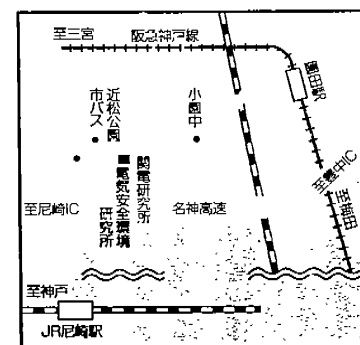 至三宮
阪急神戸線
園田駅
近松公園
市バス
小園中
関電研究所
■電気安全環境
研究所
至豊中IC
至梅田
至尼崎IC
名神高速
至神戸
JR尼崎駅